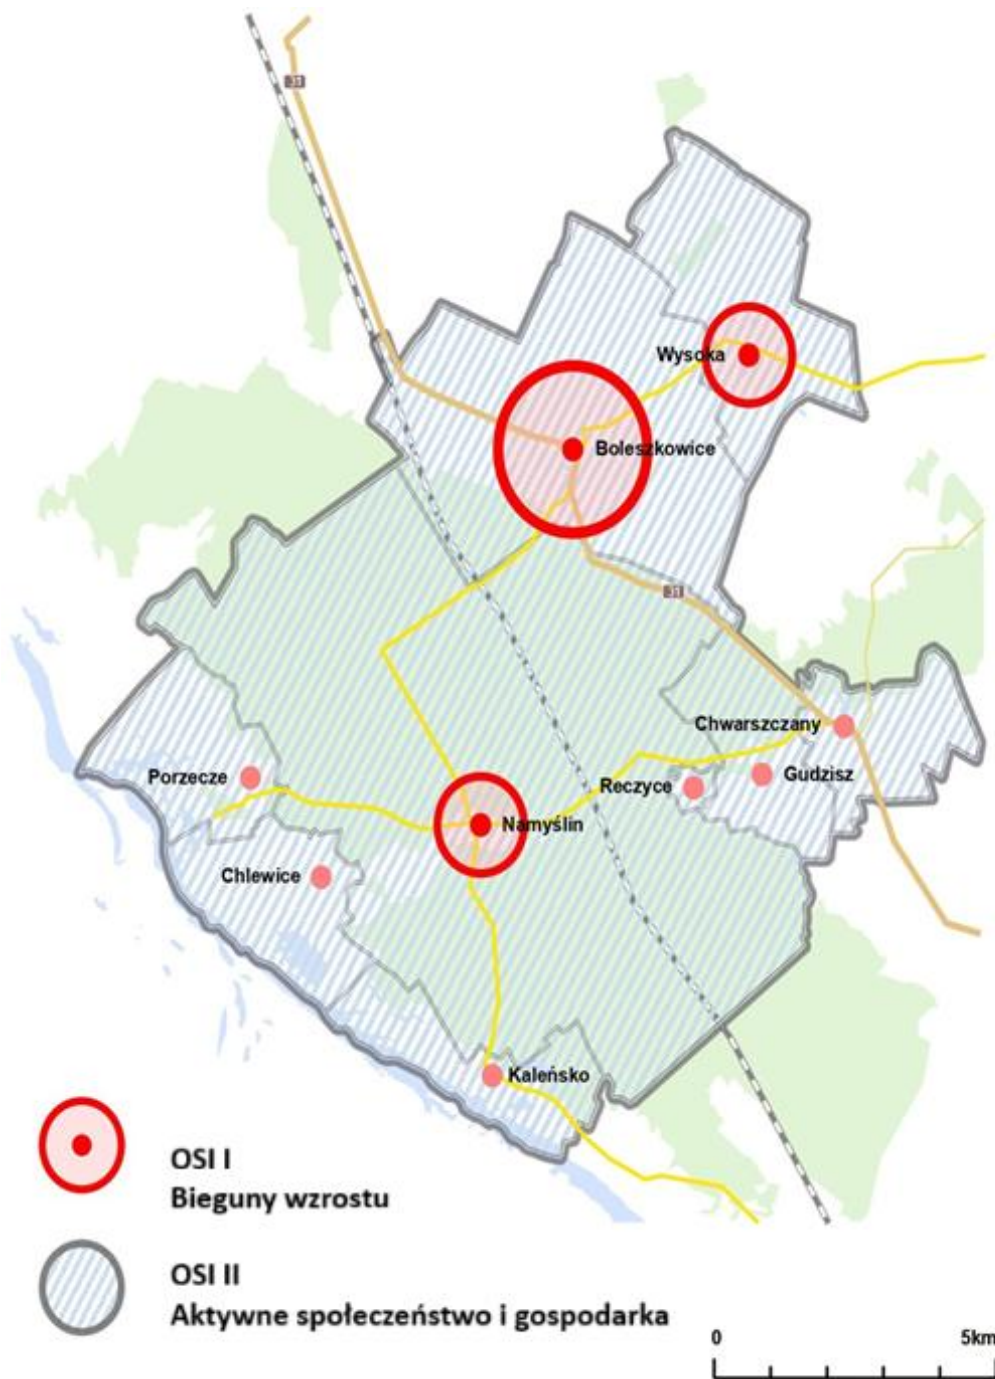 31
Wysoka
Boleszkowice
31
Chwarszczany
Porzecze
Reczyce
Gudzisz
Namyślin
Chlewice
Kaleńsko
OSI I
Bieguny wzrostu
OSI II
Aktywne społeczeństwo i gospodarka
0 5km